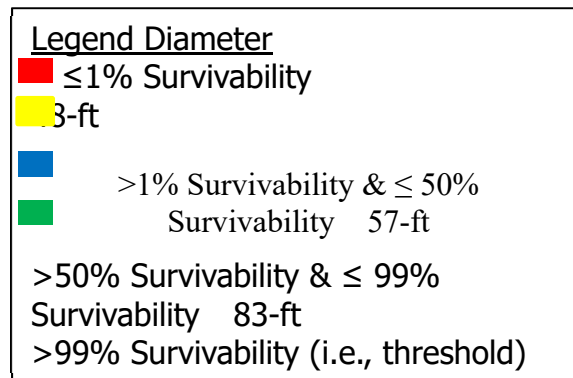 Legend Diameter
≤1% Survivability
8-ft
>1% Survivability & ≤ 50%
Survivability 57-ft
>50% Survivability & ≤ 99%
Survivability 83-ft
>99% Survivability (i.e., threshold)